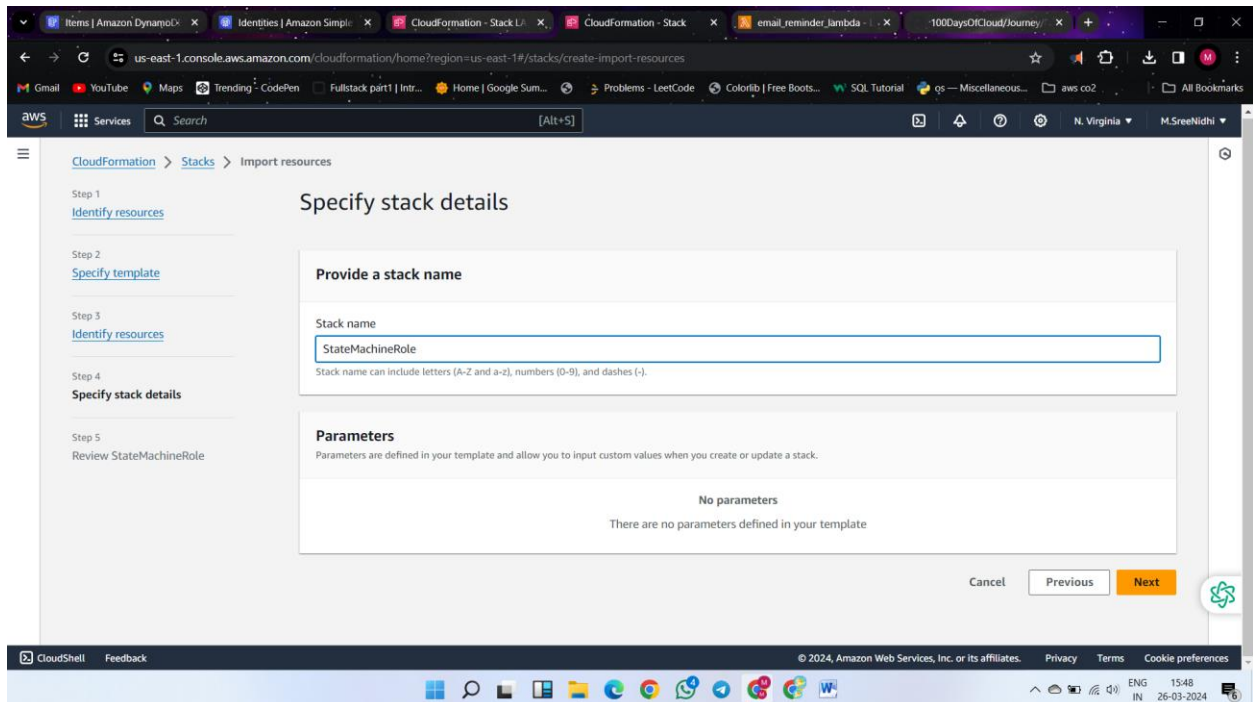 Items | Amazon DynamoD
Identities | Amazon Simple
CloudFormation - Stack LA
CloudFormation - Stack
email_reminder_lambda - L
100DaysOfCloud/Journey/
us-east-1.console.aws.amazon.com/cloudformation/home?region=us-east-1#/stacks/create-import-resources
M
Gmail
YouTube
Maps
Trending - CodePen
Fullstack part1 | Intr...
Home | Google Sum...
Problems - LeetCode
Colorlib | Free Boots...
SQL Tutorial
qs — Miscellaneous...
aws co2
All Bookmarks
aws
Services
Search
[Alt+S]
N. Virginia
M.SreeNidhi
CloudFormation > Stacks > Import resources
Step 1
Identify resources
Step 2
Specify template
Step 3
Identify resources
Step 4
Specify stack details
Step 5
Review StateMachineRole
Specify stack details
Provide a stack name
Stack name
StateMachineRole
Stack name can include letters (A-Z and a-z), numbers (0-9), and dashes (-).
Parameters
Parameters are defined in your template and allow you to input custom values when you create or update a stack.
No parameters
There are no parameters defined in your template
Cancel
Previous
Next
CloudShell
Feedback
© 2024, Amazon Web Services, Inc. or its affiliates.
Privacy
Terms
Cookie preferences
ENG
IN
15:48
26-03-2024